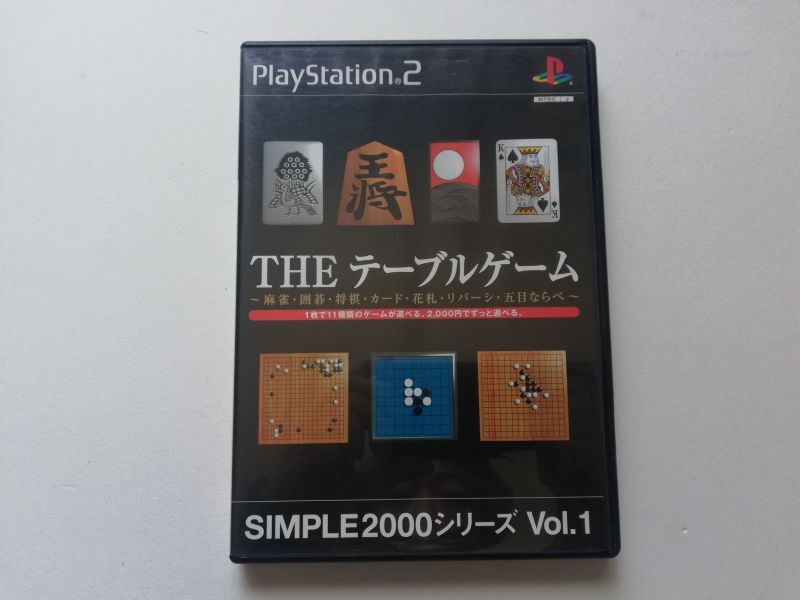 PlayStation®2
NTSC J
王将
K
K
THE テーブルゲーム
～麻雀・囲碁・将棋・カード・花札・リバーシ・五目ならべ～
1枚で11種類のゲームが遊べる。2,000円でずっと遊べる。
SIMPLE2000シリーズ Vol.1